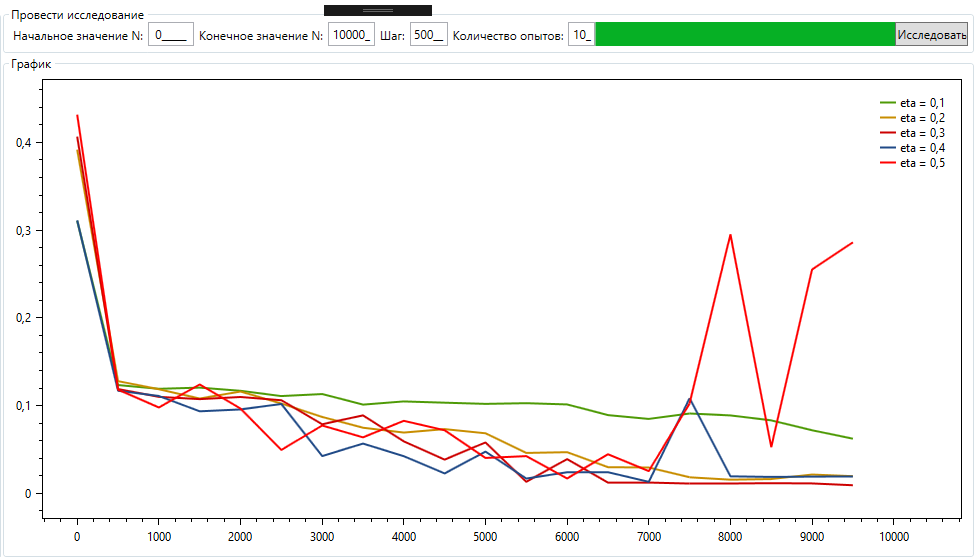 Провести исследование
Начальное значение N: 0____ Конечное значение N: 10000_ Шаг: 500__ Количество опытов: 10_ Исследовать
График
eta = 0,1
eta = 0,2
eta = 0,3
eta = 0,4
eta = 0,5
0,4
0,3
0,2
0,1
0
0 1000 2000 3000 4000 5000 6000 7000 8000 9000 10000